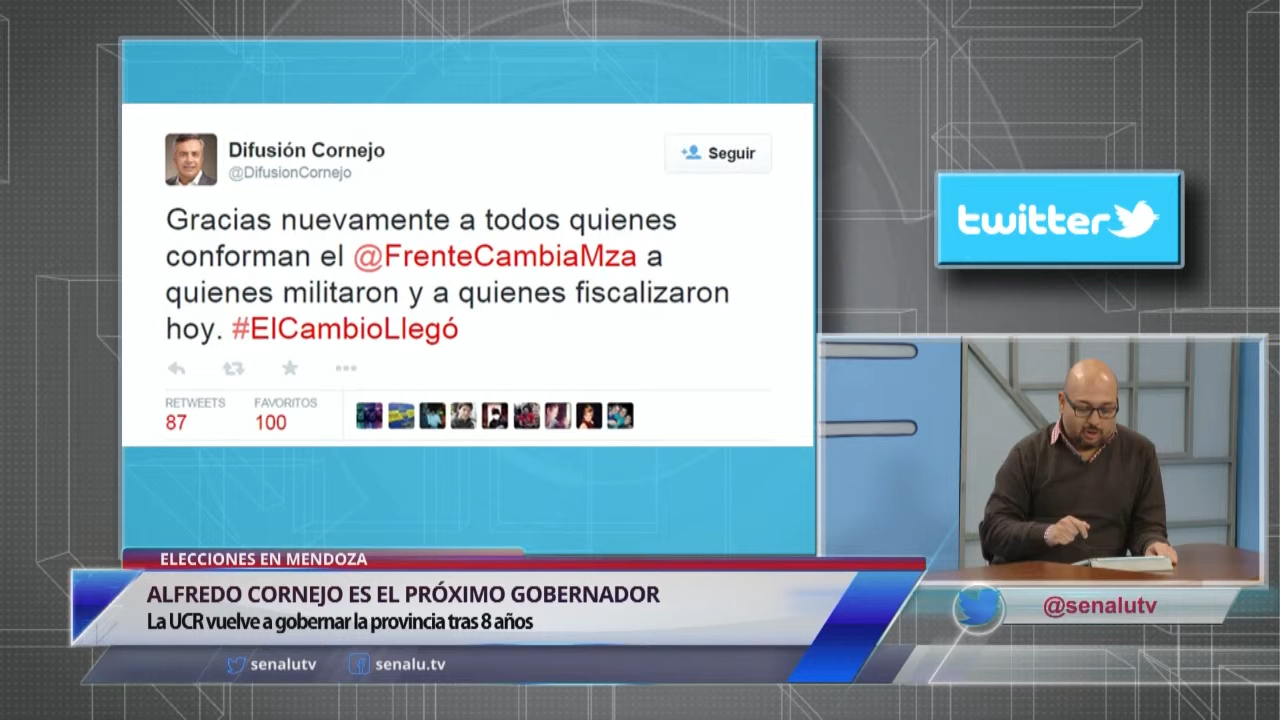 Difusión Cornejo
@DifusionCornejo
Seguir
Gracias nuevamente a todos quienes
conforman el @FrenteCambiaMza a
quienes militaron y a quienes fiscalizaron
hoy. #ElCambioLlegó
RETWEETS
87
FAVORITOS
100
twitter
ELECCIONES EN MENDOZA
ALFREDO CORNEJO ES EL PRÓXIMO GOBERNADOR
La UCR vuelve a gobernar la provincia tras 8 años
senalutv
senalu.tv
@senalutv